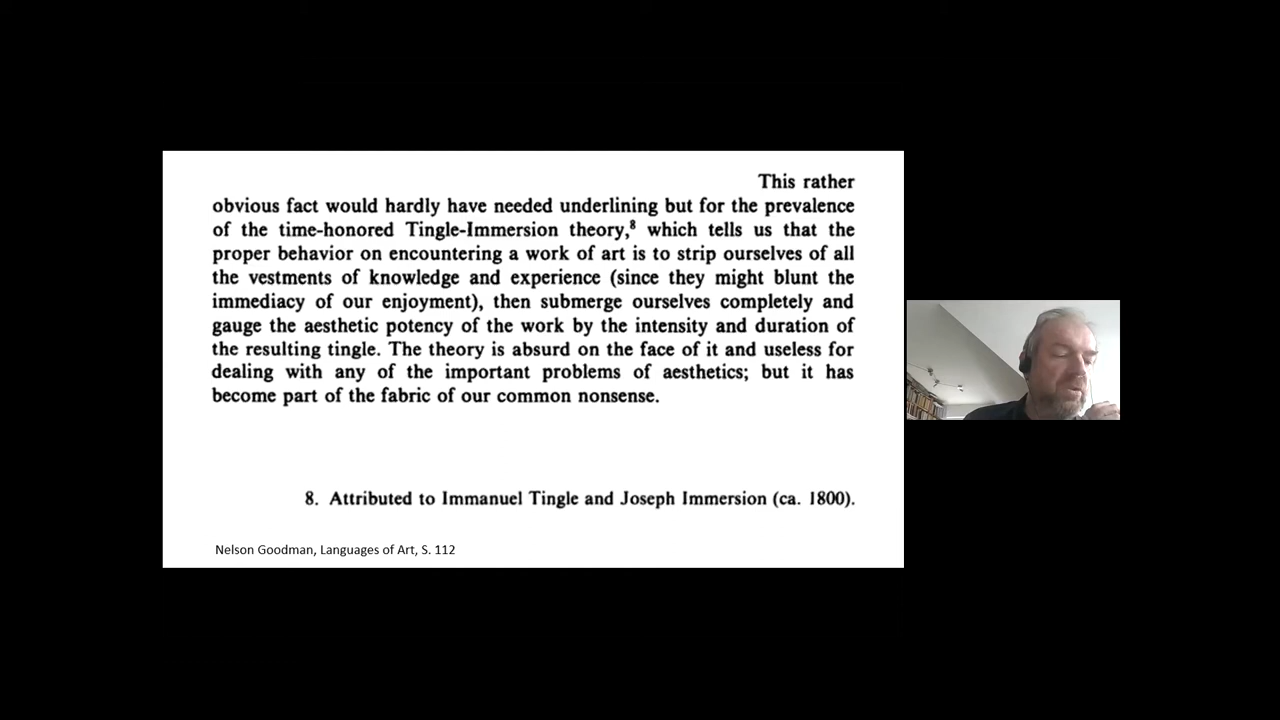 This rather
obvious fact would hardly have needed underlining but for the prevalence
of the time-honored Tingle-Immersion theory,⁸ which tells us that the
proper behavior on encountering a work of art is to strip ourselves of all
the vestments of knowledge and experience (since they might blunt the
immediacy of our enjoyment), then submerge ourselves completely and
gauge the aesthetic potency of the work by the intensity and duration of
the resulting tingle. The theory is absurd on the face of it and useless for
dealing with any of the important problems of aesthetics; but it has
become part of the fabric of our common nonsense.
8. Attributed to Immanuel Tingle and Joseph Immersion (ca. 1800).
Nelson Goodman, Languages of Art, S. 112